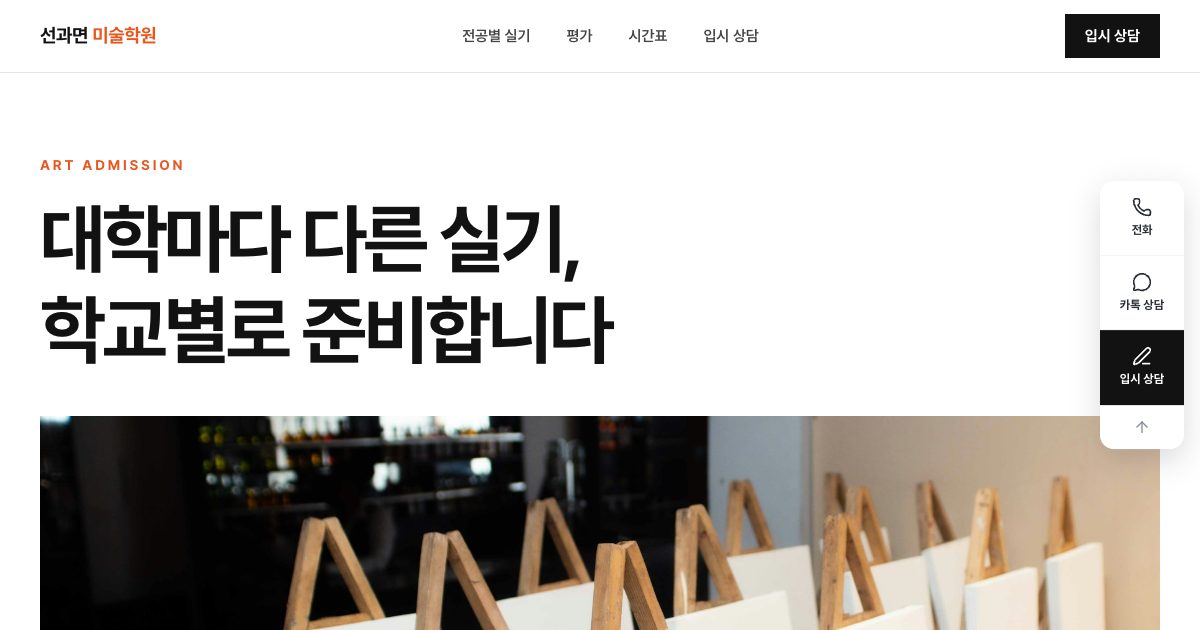 선과면 미술학원
전공별 실기
평가
시간표
입시 상담
입시 상담
ART ADMISSION
대학마다 다른 실기,
학교별로 준비합니다
전화
카톡 상담
입시 상담